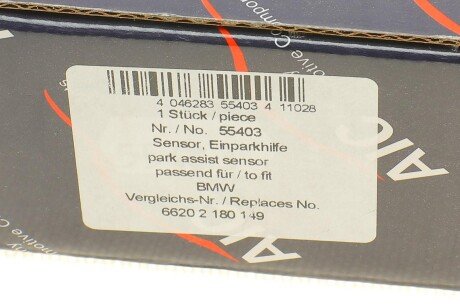 4 046283 55403 4 11028
1 Stück / piece
Nr. / No. 55403
Sensor, Einparkhilfe
park assist sensor
passend für / to fit
BMW
Vergleichs-Nr. / Replaces No.
6620 2 180 149
AIC